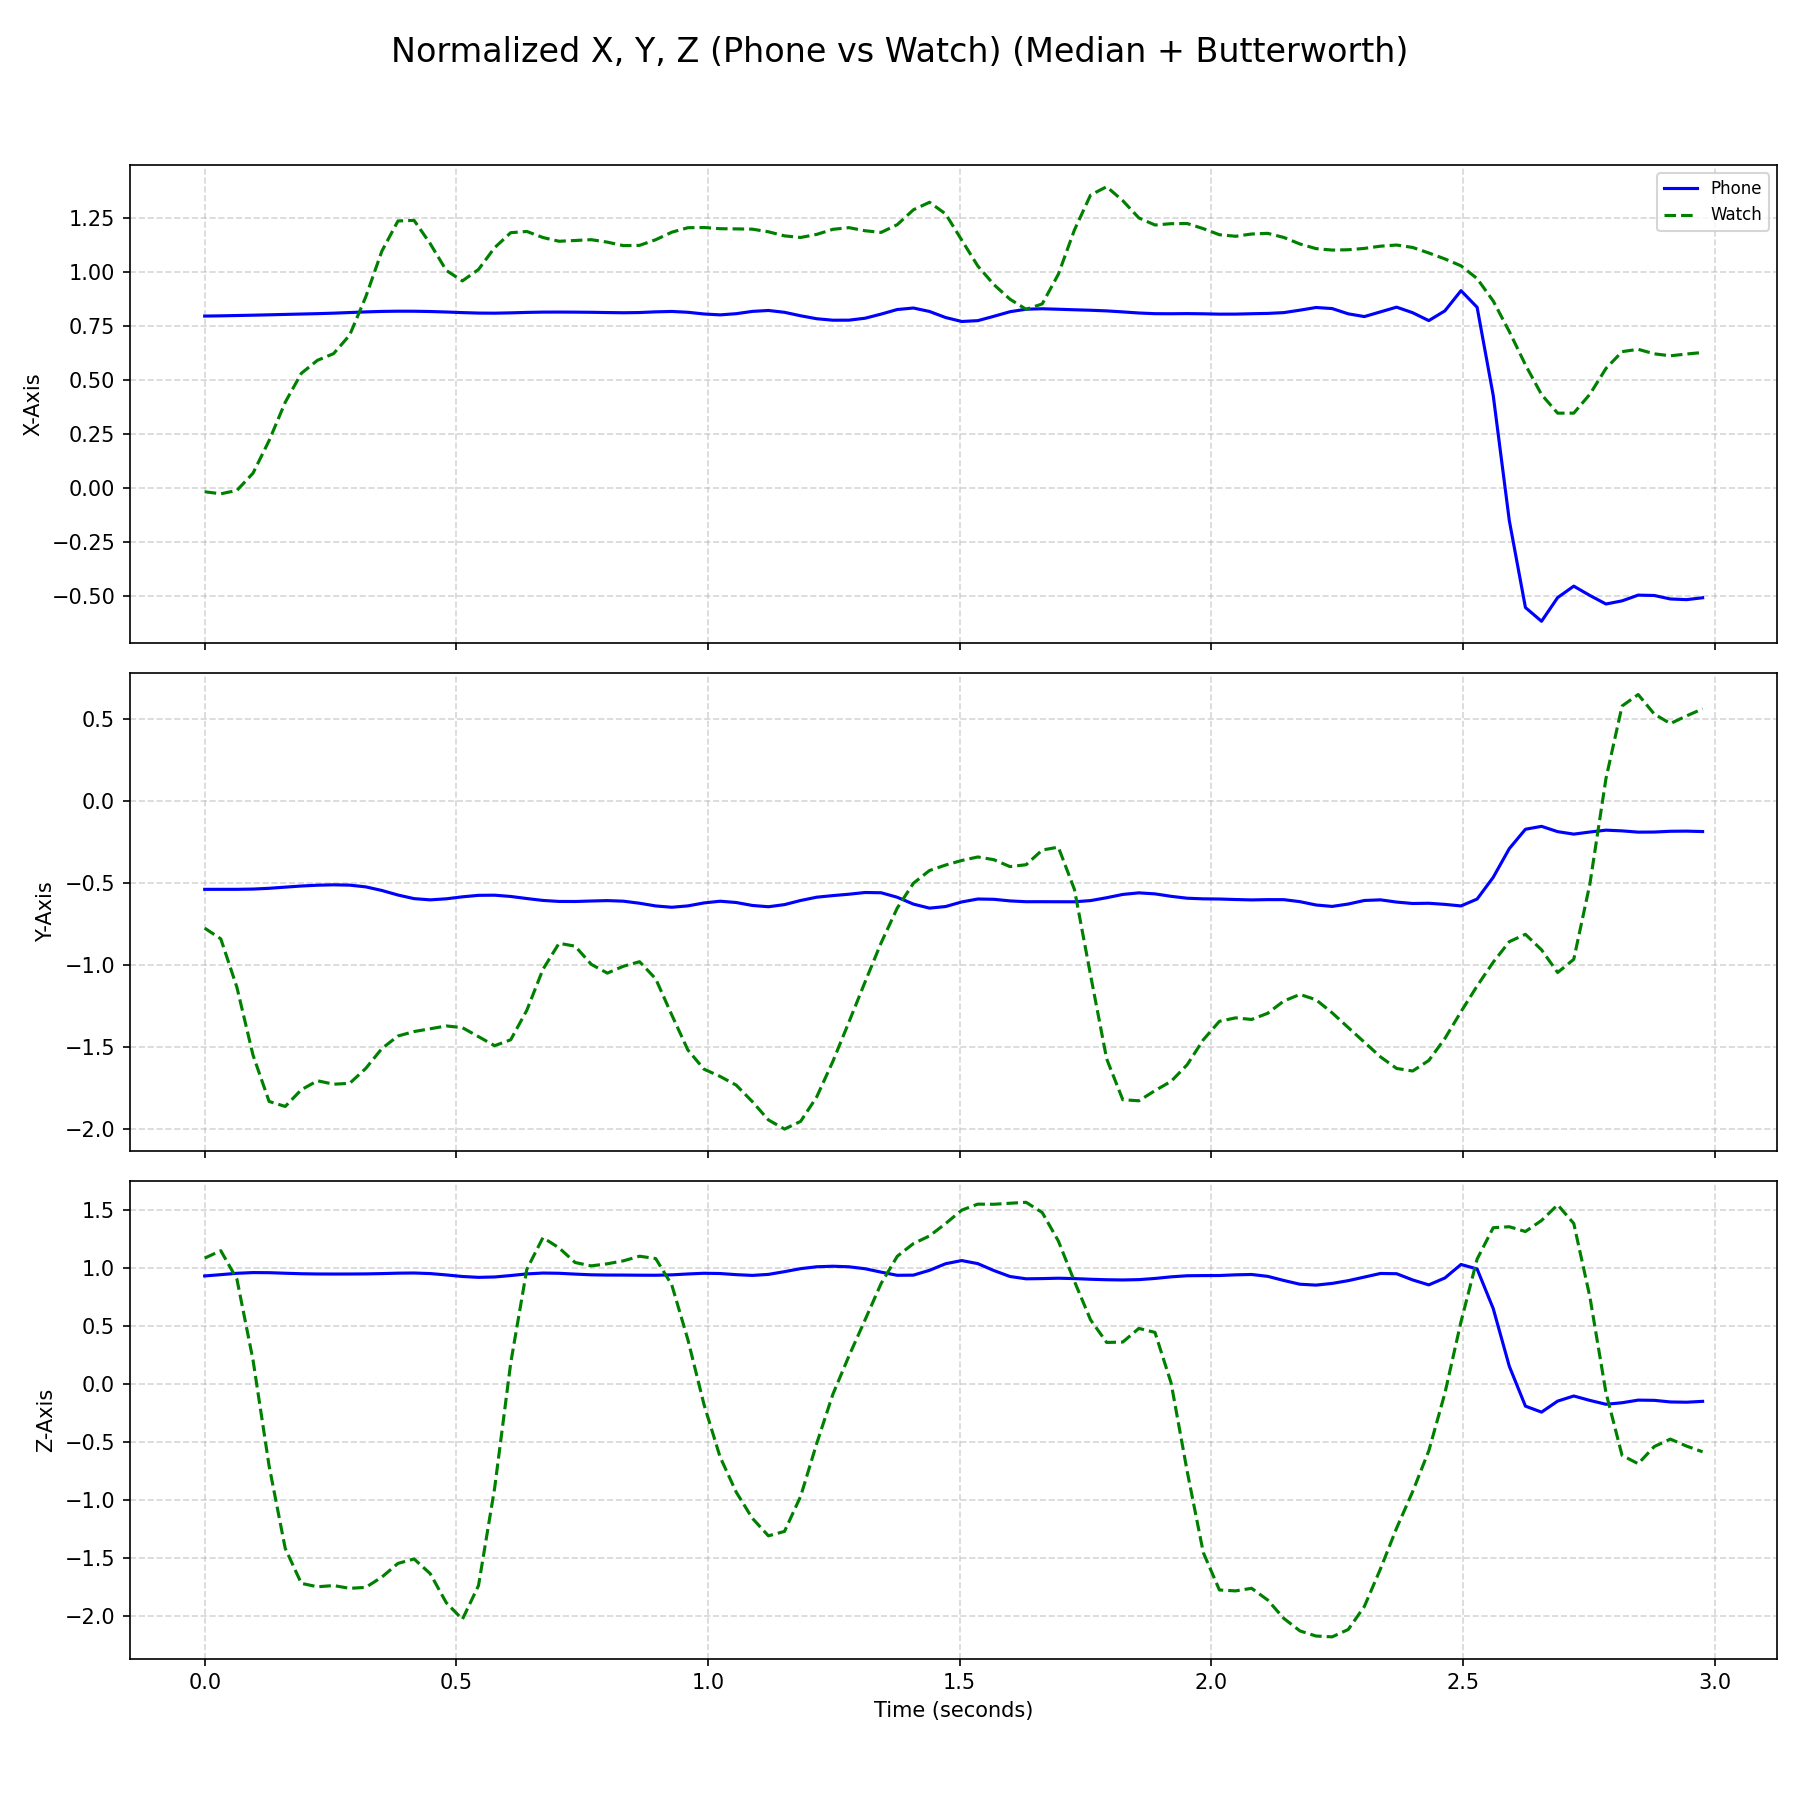 Normalized X, Y, Z (Phone vs Watch) (Median + Butterworth)
Phone
Watch
X-Axis
1.25
1.00
0.75
0.50
0.25
0.00
−0.25
−0.50
Y-Axis
0.5
0.0
−0.5
−1.0
−1.5
−2.0
Z-Axis
1.5
1.0
0.5
0.0
−0.5
−1.0
−1.5
−2.0
0.0 0.5 1.0 1.5 2.0 2.5 3.0
Time (seconds)